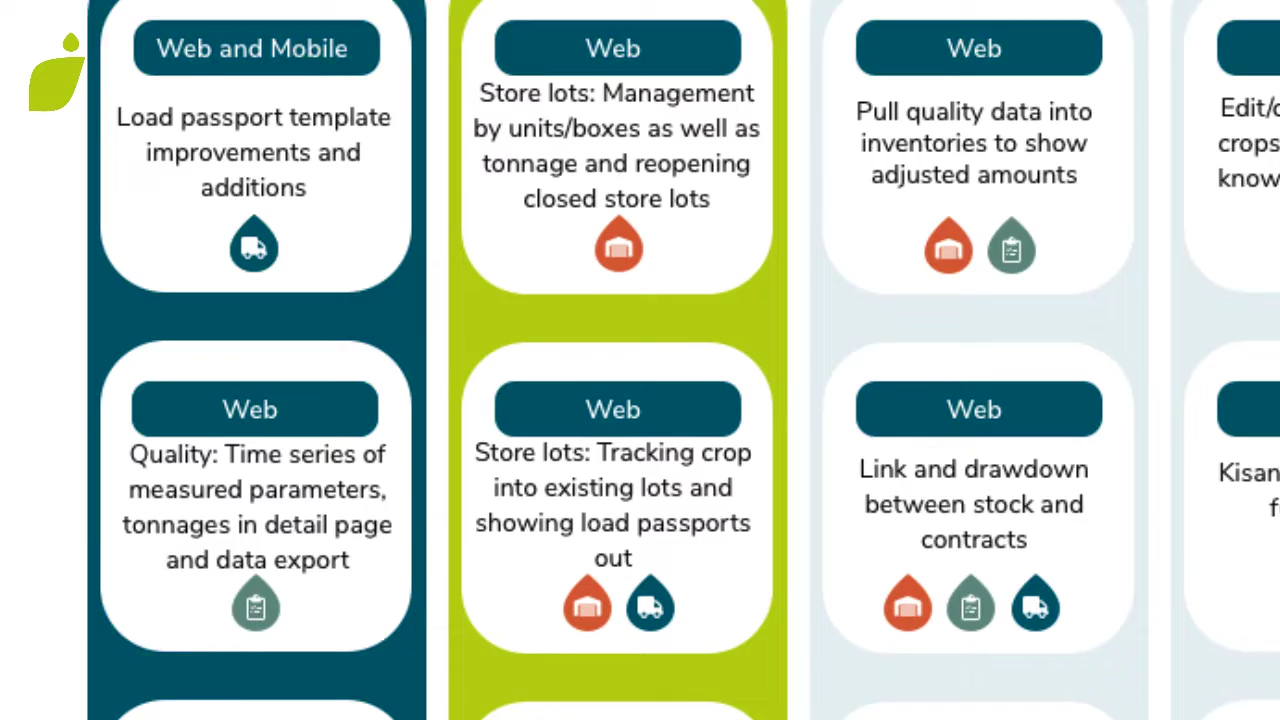 Web and Mobile
Load passport template
improvements and
additions
Web
Store lots: Management
by units/boxes as well as
tonnage and reopening
closed store lots
Web
Pull quality data into
inventories to show
adjusted amounts
crops
know
Web
Quality: Time series of
measured parameters,
tonnages in detail page
and data export
Web
Store lots: Tracking crop
into existing lots and
showing load passports
out
Web
Link and drawdown
between stock and
contracts
Kisan